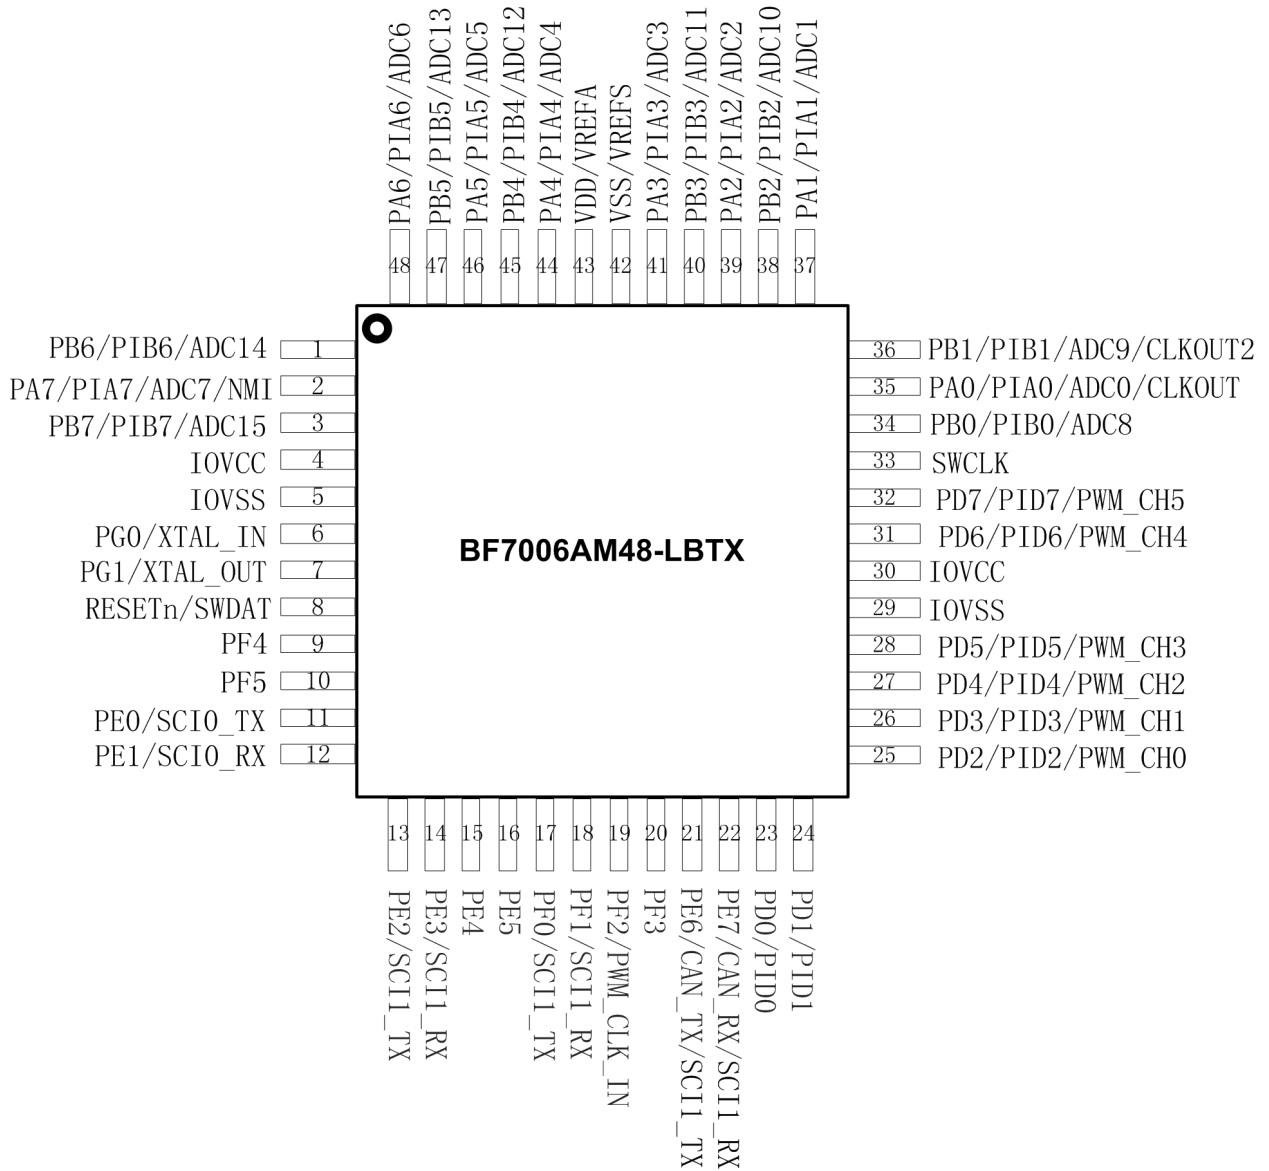 PA6/PIA6/ADC6
PB5/PIB5/ADC13
PA5/PIA5/ADC5
PB4/PIB4/ADC12
PA4/PIA4/ADC4
VDD/VREFA
VSS/VREFS
PA3/PIA3/ADC3
PB3/PIB3/ADC11
PA2/PIA2/ADC2
PB2/PIB2/ADC10
PA1/PIA1/ADC1
48
47
46
45
44
43
42
41
40
39
38
37
PB6/PIB6/ADC14 1
PA7/PIA7/ADC7/NMI 2
PB7/PIB7/ADC15 3
IOVCC 4
IOVSS 5
PG0/XTAL_IN 6
PG1/XTAL_OUT 7
RESETn/SWDAT 8
PF4 9
PF5 10
PE0/SCI0_TX 11
PE1/SCI0_RX 12
BF7006AM48-LBTX
36 PB1/PIB1/ADC9/CLKOUT2
35 PA0/PIA0/ADC0/CLKOUT
34 PB0/PIB0/ADC8
33 SWCLK
32 PD7/PID7/PWM_CH5
31 PD6/PID6/PWM_CH4
30 IOVCC
29 IOVSS
28 PD5/PID5/PWM_CH3
27 PD4/PID4/PWM_CH2
26 PD3/PID3/PWM_CH1
25 PD2/PID2/PWM_CH0
13
14
15
16
17
18
19
20
21
22
23
24
PE2/SCI1_TX
PE3/SCI1_RX
PE4
PE5
PF0/SCI1_TX
PF1/SCI1_RX
PF2/PWM_CLK_IN
PF3
PE6/CAN_TX/SCI1_TX
PE7/CAN_RX/SCI1_RX
PD0/PID0
PD1/PID1